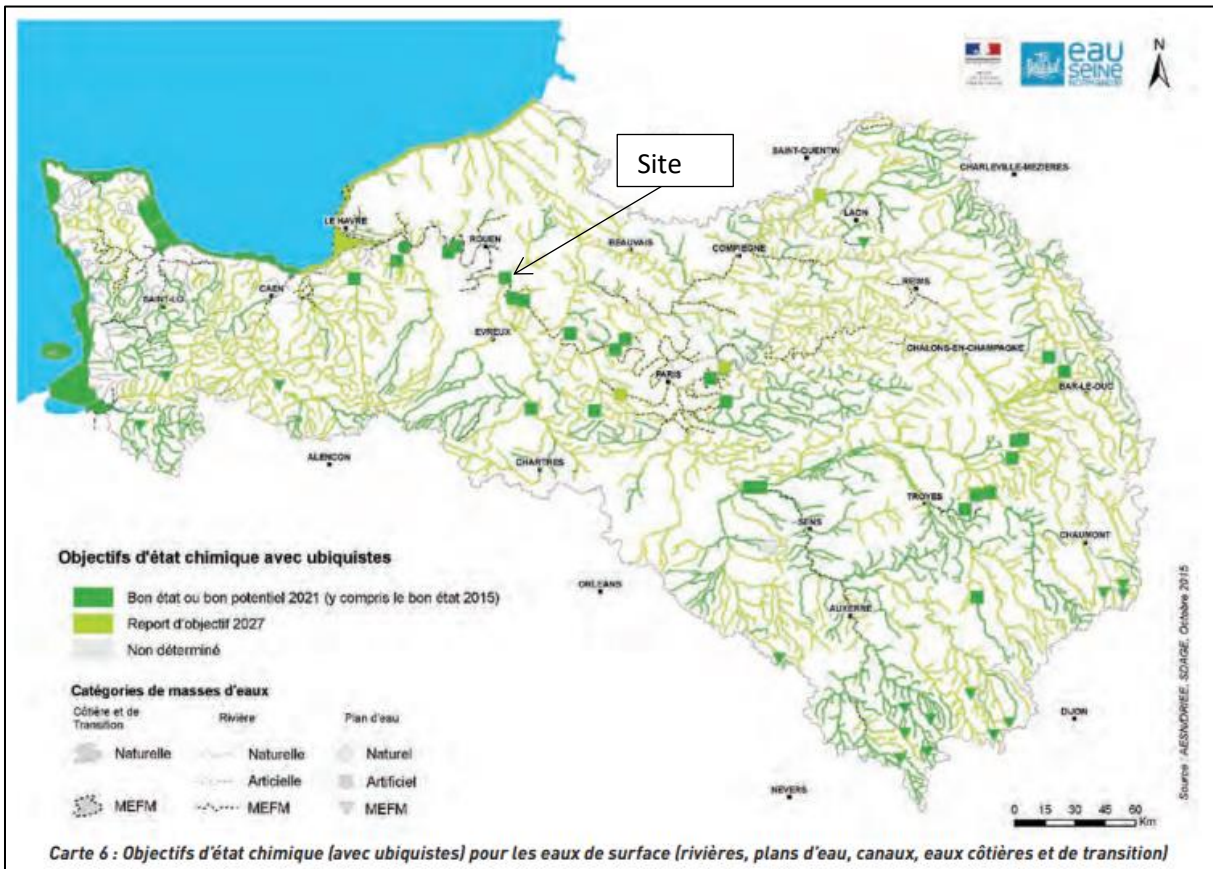 eau
SEINE
NORMANDIE
N
Site
SAINT-QUENTIN
CHARLEVILLE-MEZIERES
LE HAVRE
ROUEN
BEAUVAIS
COMPIEGNE
LAON
REIMS
CAEN
SAINT-LO
EVREUX
PARIS
CHALONS-EN-CHAMPAGNE
BAR-LE-DUC
ALENCON
CHARTRES
TROYES
SENS
CHAUMONT
ORLEANS
AUXERRE
DIJON
NEVERS
Objectifs d'état chimique avec ubiquistes
Bon état ou bon potentiel 2021 (y compris le bon état 2015)
Report d'objectif 2027
Non déterminé
Catégories de masses d'eaux
Côtière et de Transition
Rivière
Plan d'eau
Naturelle
Naturelle
Naturel
Articielle
Artificiel
MEFM
MEFM
MEFM
0 15 30 45 60
Km
Source : AESN/DRIEE, SDAGE, Octobre 2015
Carte 6 : Objectifs d'état chimique (avec ubiquistes) pour les eaux de surface (rivières, plans d'eau, canaux, eaux côtières et de transition)